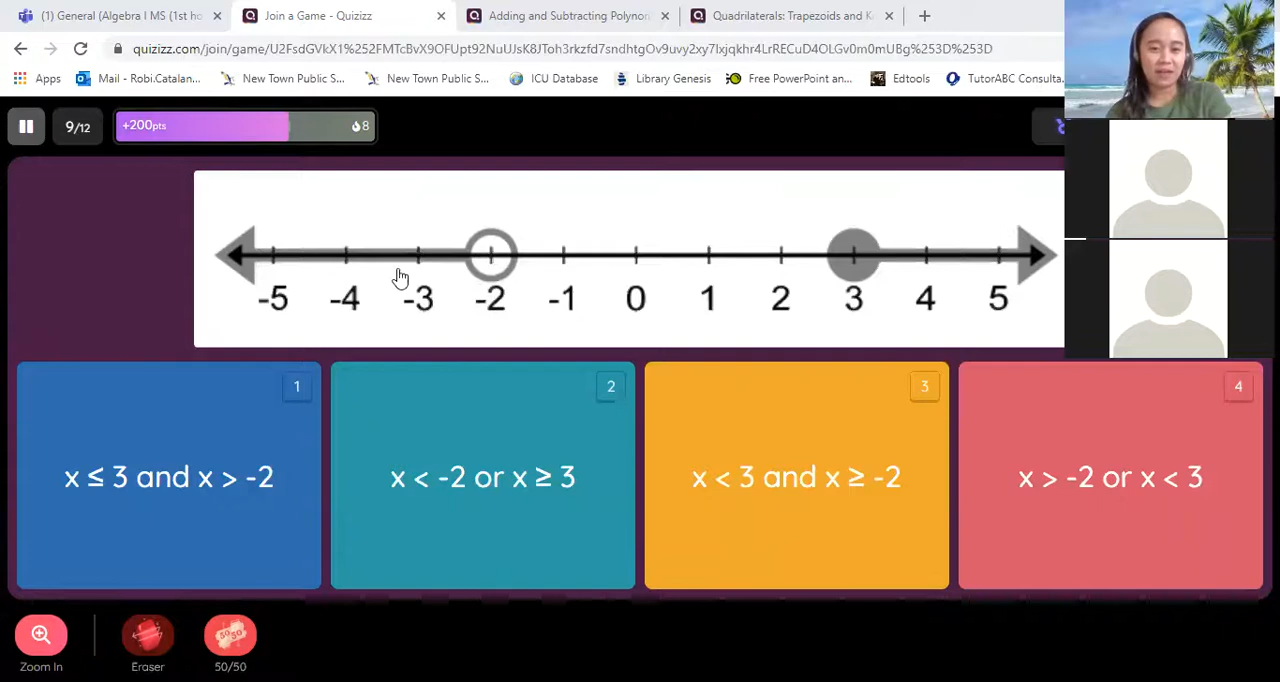 (1) General (Algebra I MS (1st ho
Join a Game - Quizizz
Adding and Subtracting Polynon
Quadrilaterals: Trapezoids and K
quizizz.com/join/game/U2FsdGVkX1%252FMTcBvX9OFUpt92NuUJsK8JToh3rkzfd7sndhtgOv9uvy2xy7lxjqkhr4LrRECuD4OLGv0m0mUBg%253D%253D
Apps
Mail - Robi.Catalan...
New Town Public S...
New Town Public S...
ICU Database
Library Genesis
Free PowerPoint an...
Edtools
TutorABC Consulta...
9/12
+200pts
8
-5 -4 -3 -2 -1 0 1 2 3 4 5
1
x ≤ 3 and x > -2
2
x < -2 or x ≥ 3
3
x < 3 and x ≥ -2
4
x > -2 or x < 3
Zoom In
Eraser
50/50